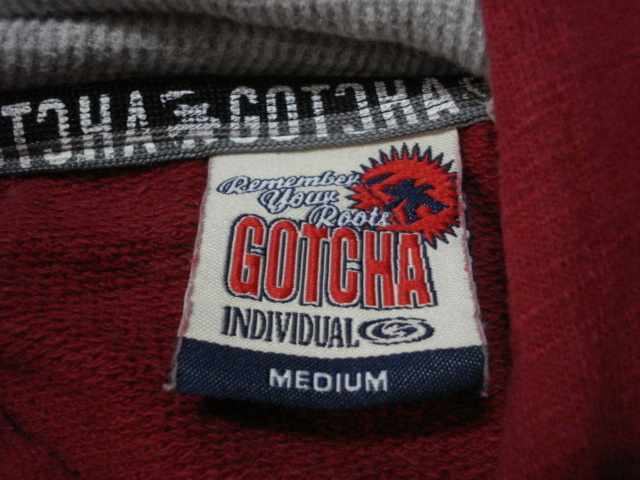 GOTCHA GOTCHA
Remember
Your
Roots
GOTCHA
INDIVIDUAL
MEDIUM